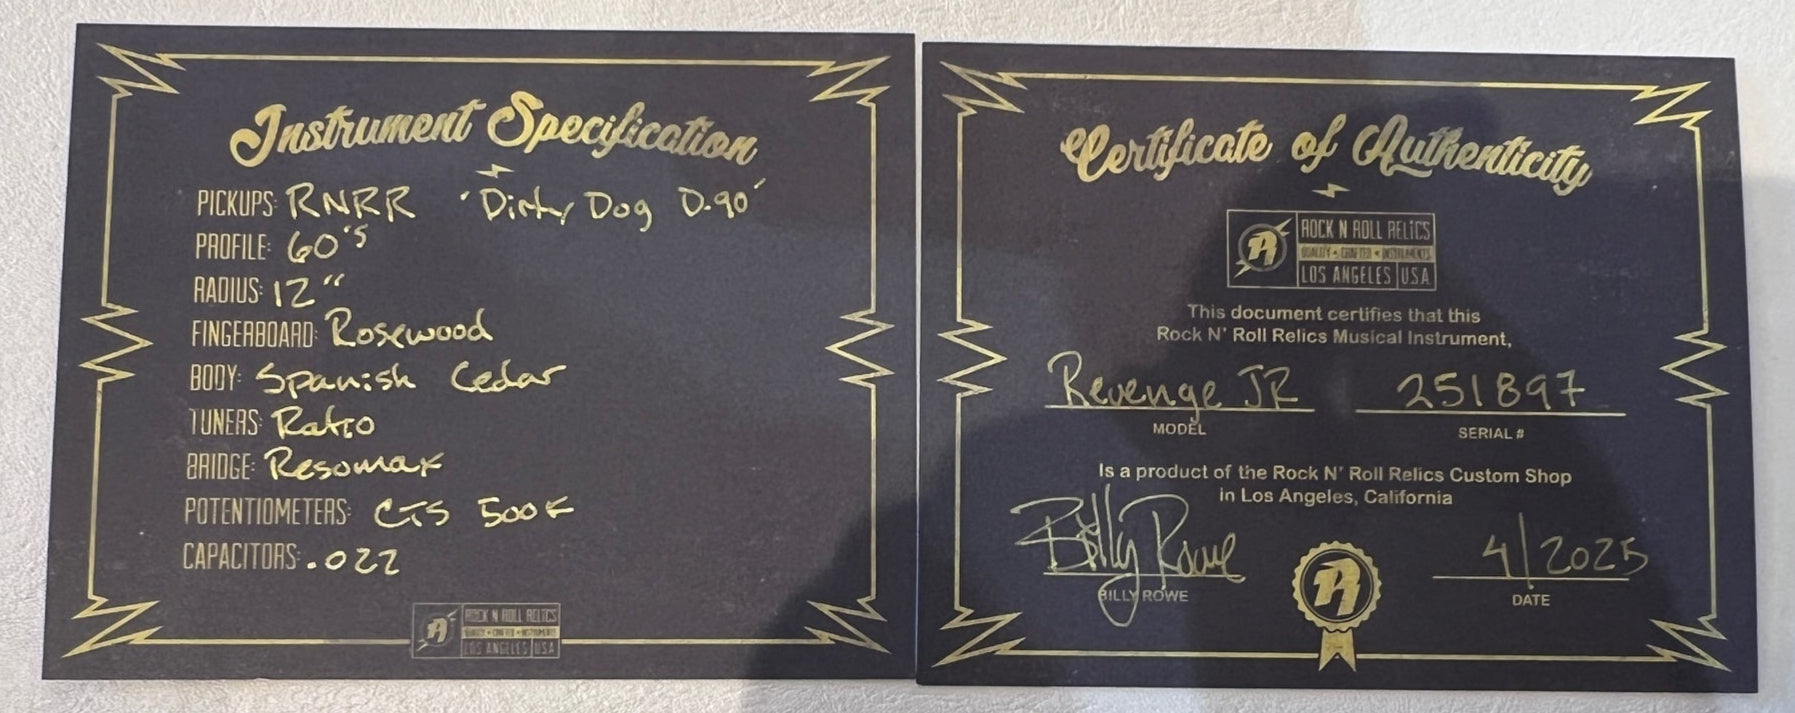 Instrument Specification
PICKUPS: RNRR 'Dirty Dog D-90'
PROFILE: 60's
RADIUS: 12"
FINGERBOARD: Rosewood
BODY: Spanish Cedar
TUNERS: Ratio
BRIDGE: Resomax
POTENTIOMETERS: CTS 500K
CAPACITORS: .022
ROCK N ROLL RELICS
QUALITY • CRAFTED • INSTRUMENTS
LOS ANGELES USA
Certificate of Authenticity
ROCK N ROLL RELICS
QUALITY • CRAFTED • INSTRUMENTS
LOS ANGELES U.S.A
This document certifies that this
Rock N' Roll Relics Musical Instrument,
Revenge JR 251897
MODEL SERIAL #
Is a product of the Rock N' Roll Relics Custom Shop
in Los Angeles, California
Billy Rowe 4/2025
BILLY ROWE DATE